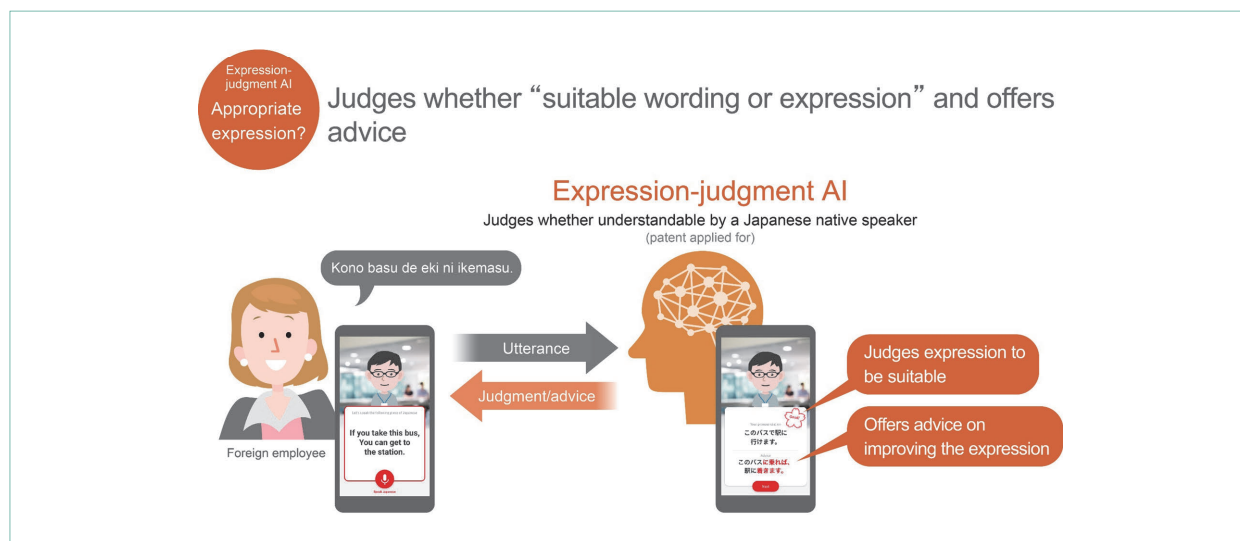 Expression-
judgment AI
Appropriate
expression?
Judges whether “suitable wording or expression” and offers
advice
Expression-judgment AI
Judges whether understandable by a Japanese native speaker
(patent applied for)
Kono basu de eki ni ikemasu.
Foreign employee
If you take this bus,
You can get to
the station.
Utterance
Judgment/advice
このバスで駅に
行けます。
Advice
このバスに乗れば、
駅に着きます。
Judges expression to
be suitable
Offers advice on
improving the expression